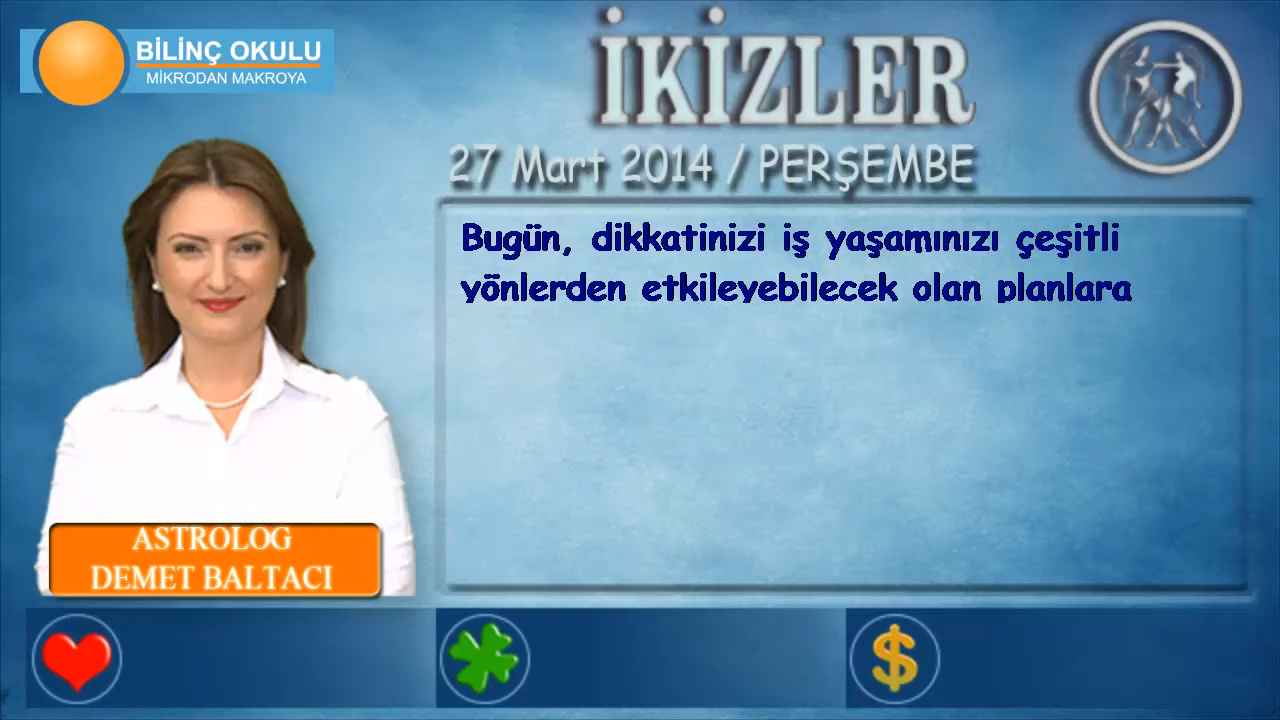 BİLİNÇ OKULU
MİKRODAN MAKROYA
İKİZLER
27 Mart 2014 / PERŞEMBE
Bugün, dikkatinizi iş yaşamınızı çeşitli
yönlerden etkileyebilecek olan planlara
ASTROLOG
DEMET BALTACI
$